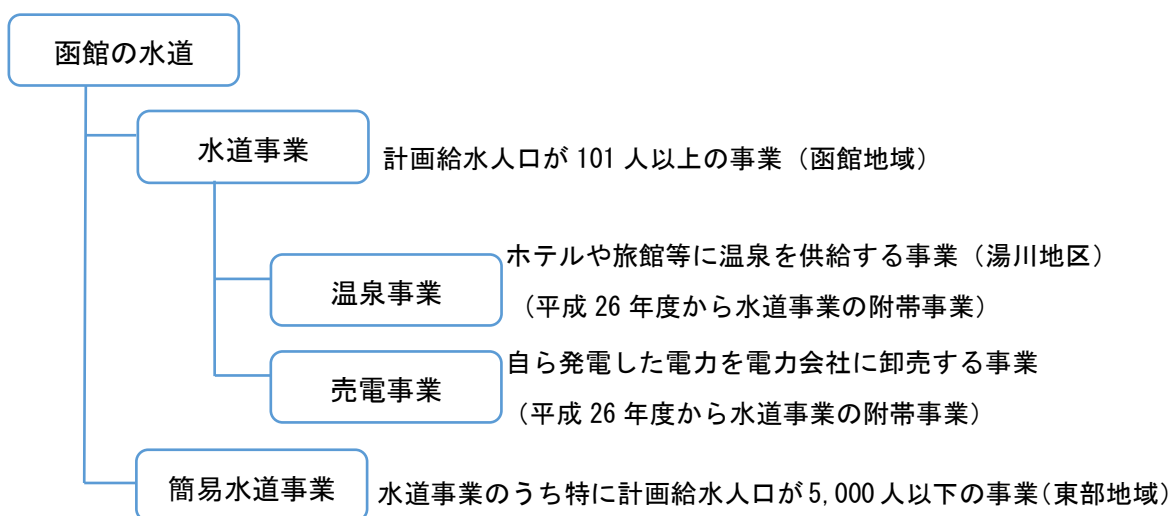 函館の水道
水道事業
計画給水人口が 101 人以上の事業（函館地域）
温泉事業
ホテルや旅館等に温泉を供給する事業（湯川地区）
（平成 26 年度から水道事業の附帯事業）
売電事業
自ら発電した電力を電力会社に卸売する事業
（平成 26 年度から水道事業の附帯事業）
簡易水道事業
水道事業のうち特に計画給水人口が 5,000 人以下の事業（東部地域）